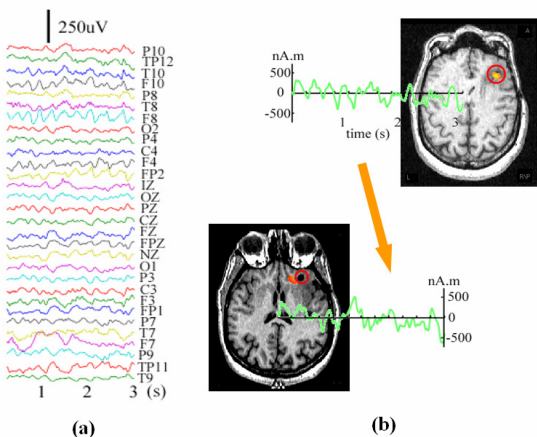 250uV
P10
TP12
T10
F10
P8
T8
F8
O2
P4
C4
F4
FP2
IZ
OZ
PZ
CZ
FZ
FPZ
NZ
O1
P3
C3
F3
FP1
P7
T7
F7
P9
TP11
T9
1 2 3 (s)
(a)
nA.m
500
0
-500
1 2 3
time (s)
A
L
nA.m
500
0
-500
(b)